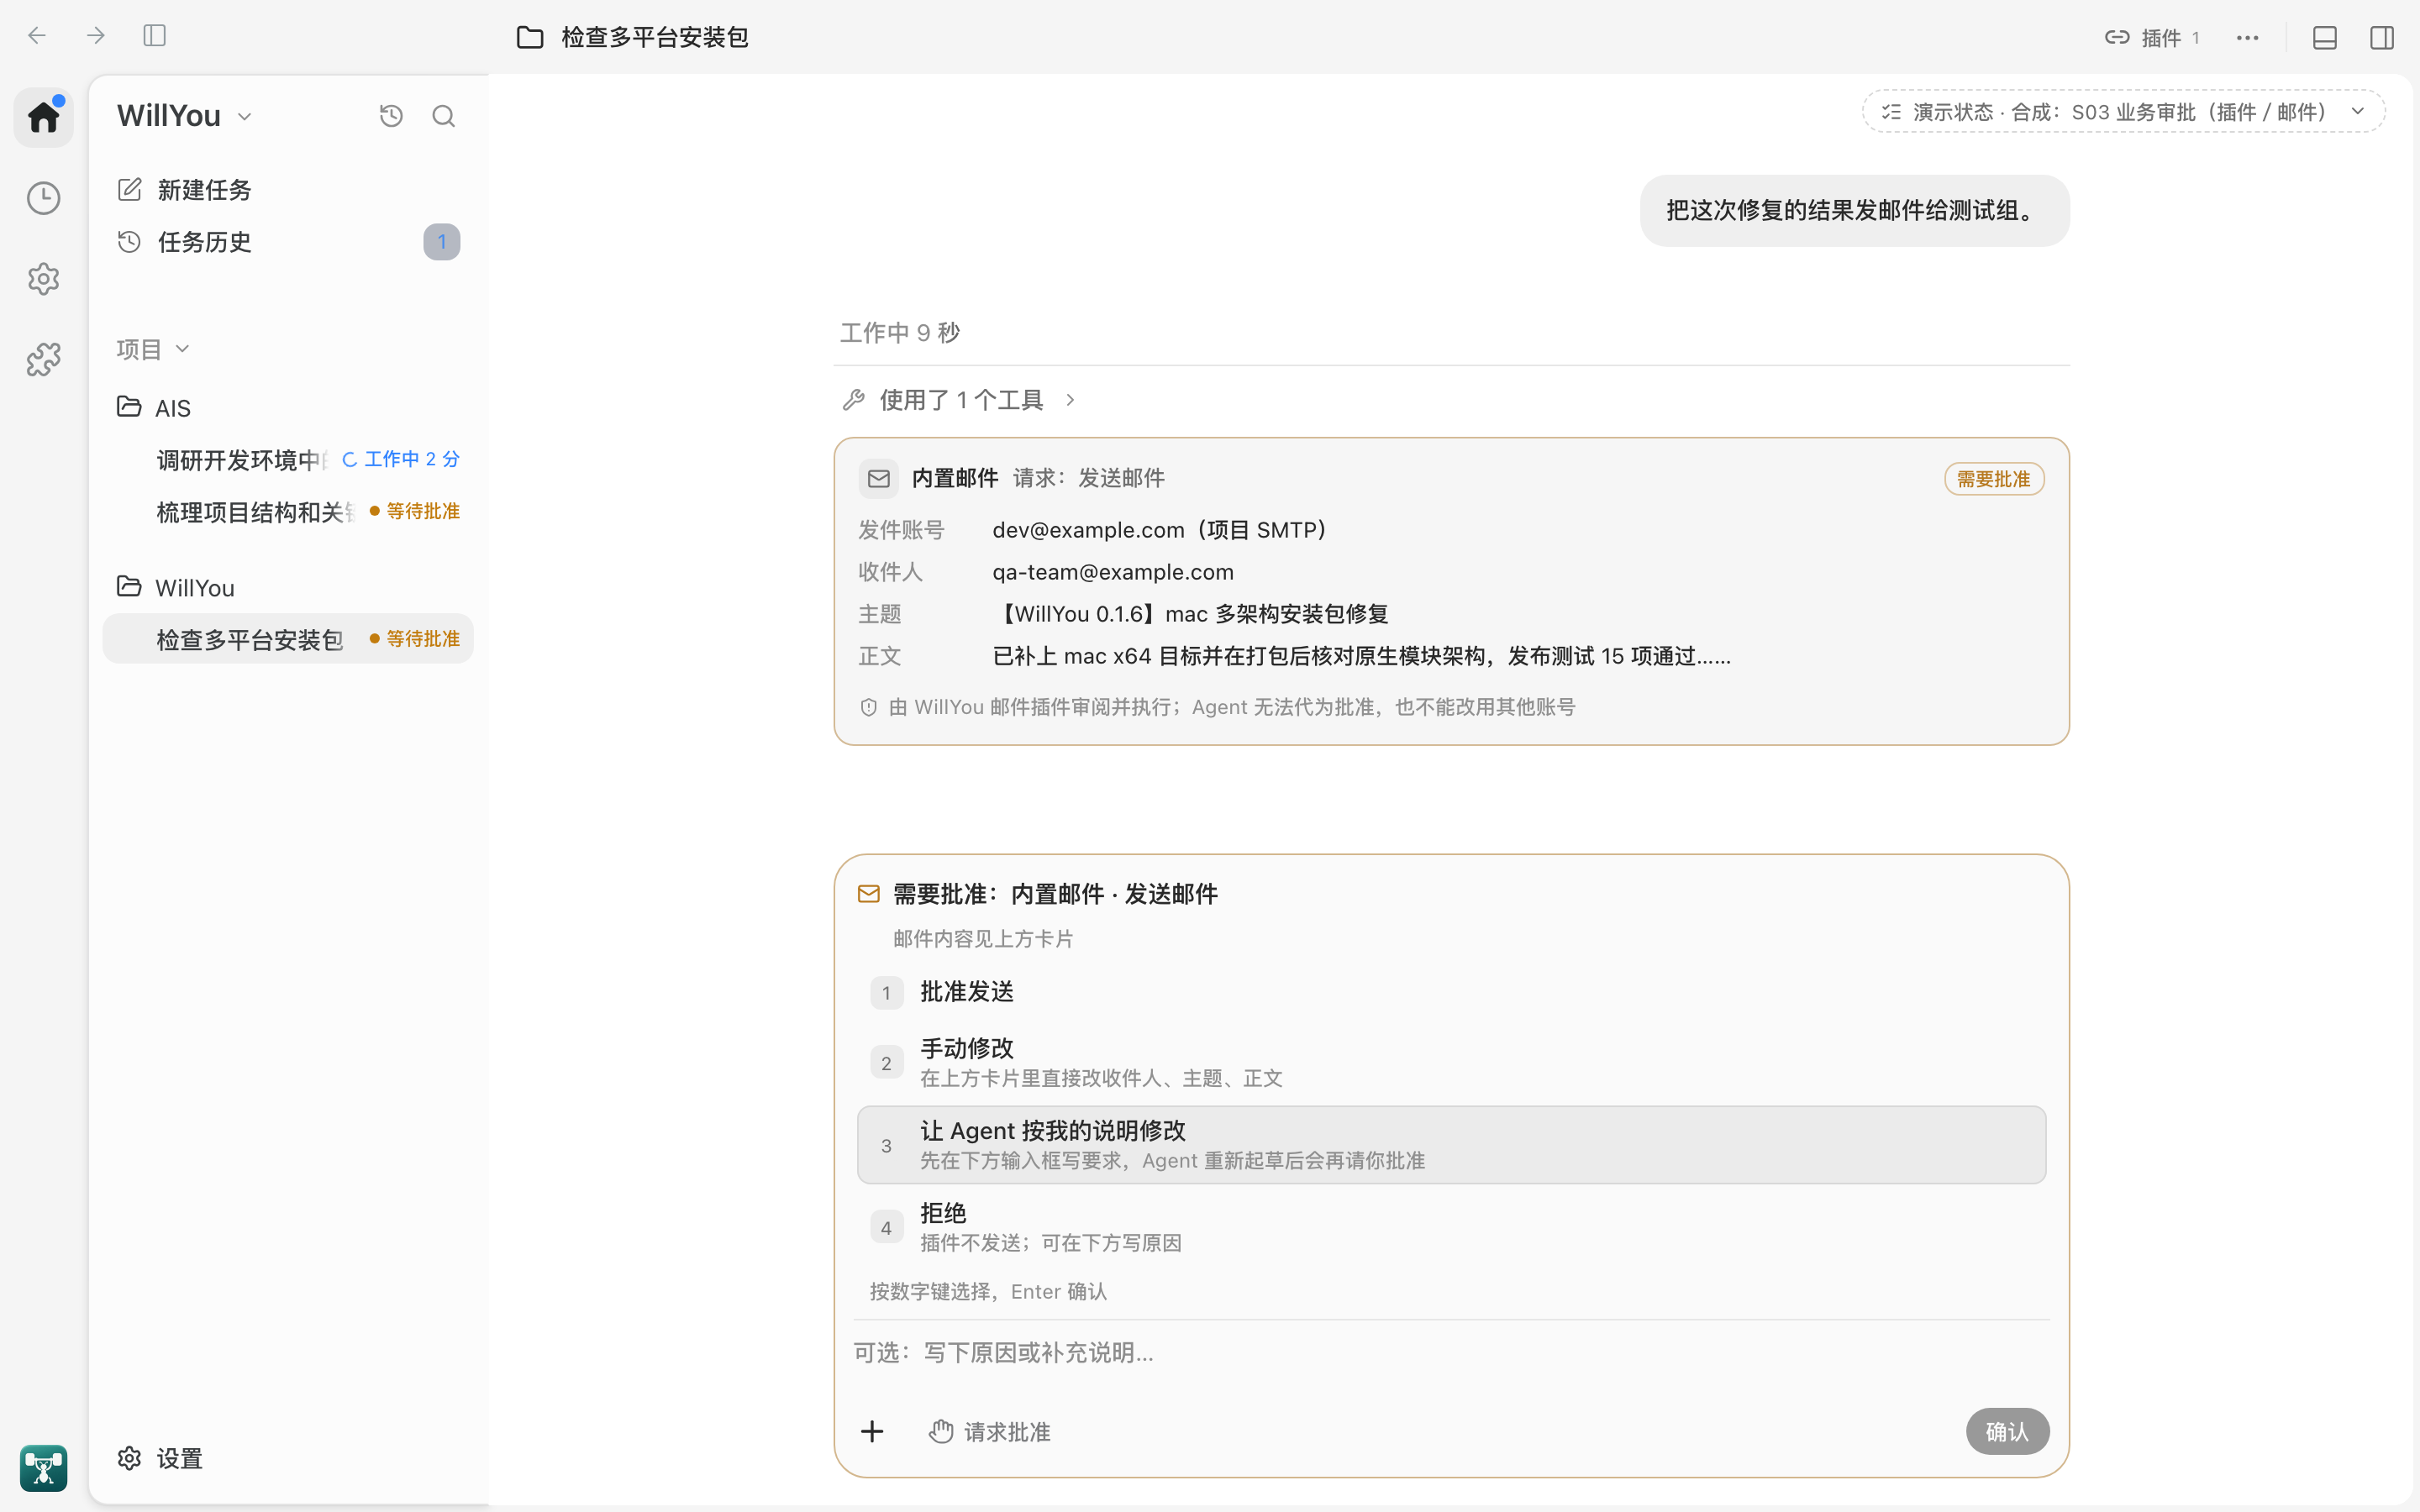 检查多平台安装包
插件 1
WillYou
演示状态 · 合成：S03 业务审批（插件 / 邮件）
新建任务
任务历史
1
项目
AIS
调研开发环境中 工作中 2 分
梳理项目结构和关 等待批准
WillYou
检查多平台安装包 等待批准
设置
把这次修复的结果发邮件给测试组。
工作中 9 秒
使用了 1 个工具
内置邮件 请求：发送邮件 需要批准
发件账号 dev@example.com（项目 SMTP）
收件人 qa-team@example.com
主题 【WillYou 0.1.6】mac 多架构安装包修复
正文 已补上 mac x64 目标并在打包后核对原生模块架构，发布测试 15 项通过……
由 WillYou 邮件插件审阅并执行；Agent 无法代为批准，也不能改用其他账号
需要批准：内置邮件 · 发送邮件
邮件内容见上方卡片
1 批准发送
2 手动修改
在上方卡片里直接改收件人、主题、正文
3 让 Agent 按我的说明修改
先在下方输入框写要求，Agent 重新起草后会再请你批准
4 拒绝
插件不发送；可在下方写原因
按数字键选择，Enter 确认
可选：写下原因或补充说明...
请求批准
确认